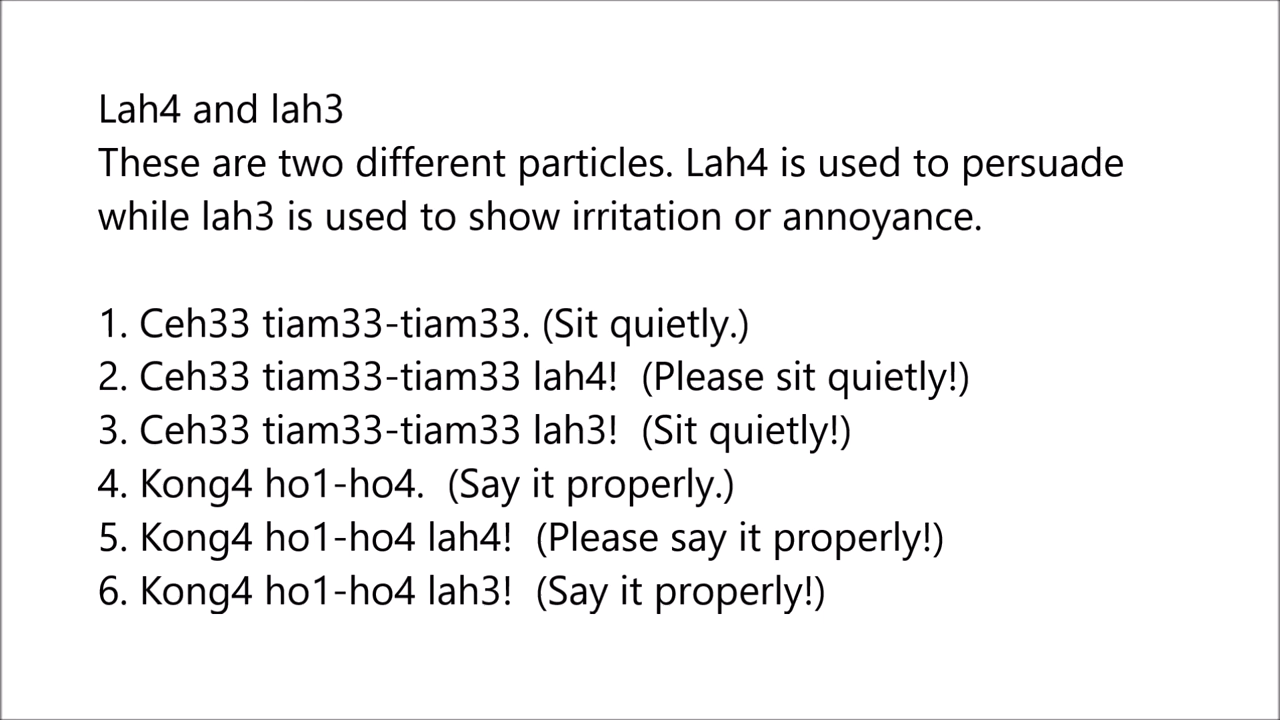 Lah4 and lah3
These are two different particles. Lah4 is used to persuade
while lah3 is used to show irritation or annoyance.
1. Ceh33 tiam33-tiam33. (Sit quietly.)
2. Ceh33 tiam33-tiam33 lah4!  (Please sit quietly!)
3. Ceh33 tiam33-tiam33 lah3!  (Sit quietly!)
4. Kong4 ho1-ho4.  (Say it properly.)
5. Kong4 ho1-ho4 lah4!  (Please say it properly!)
6. Kong4 ho1-ho4 lah3!  (Say it properly!)